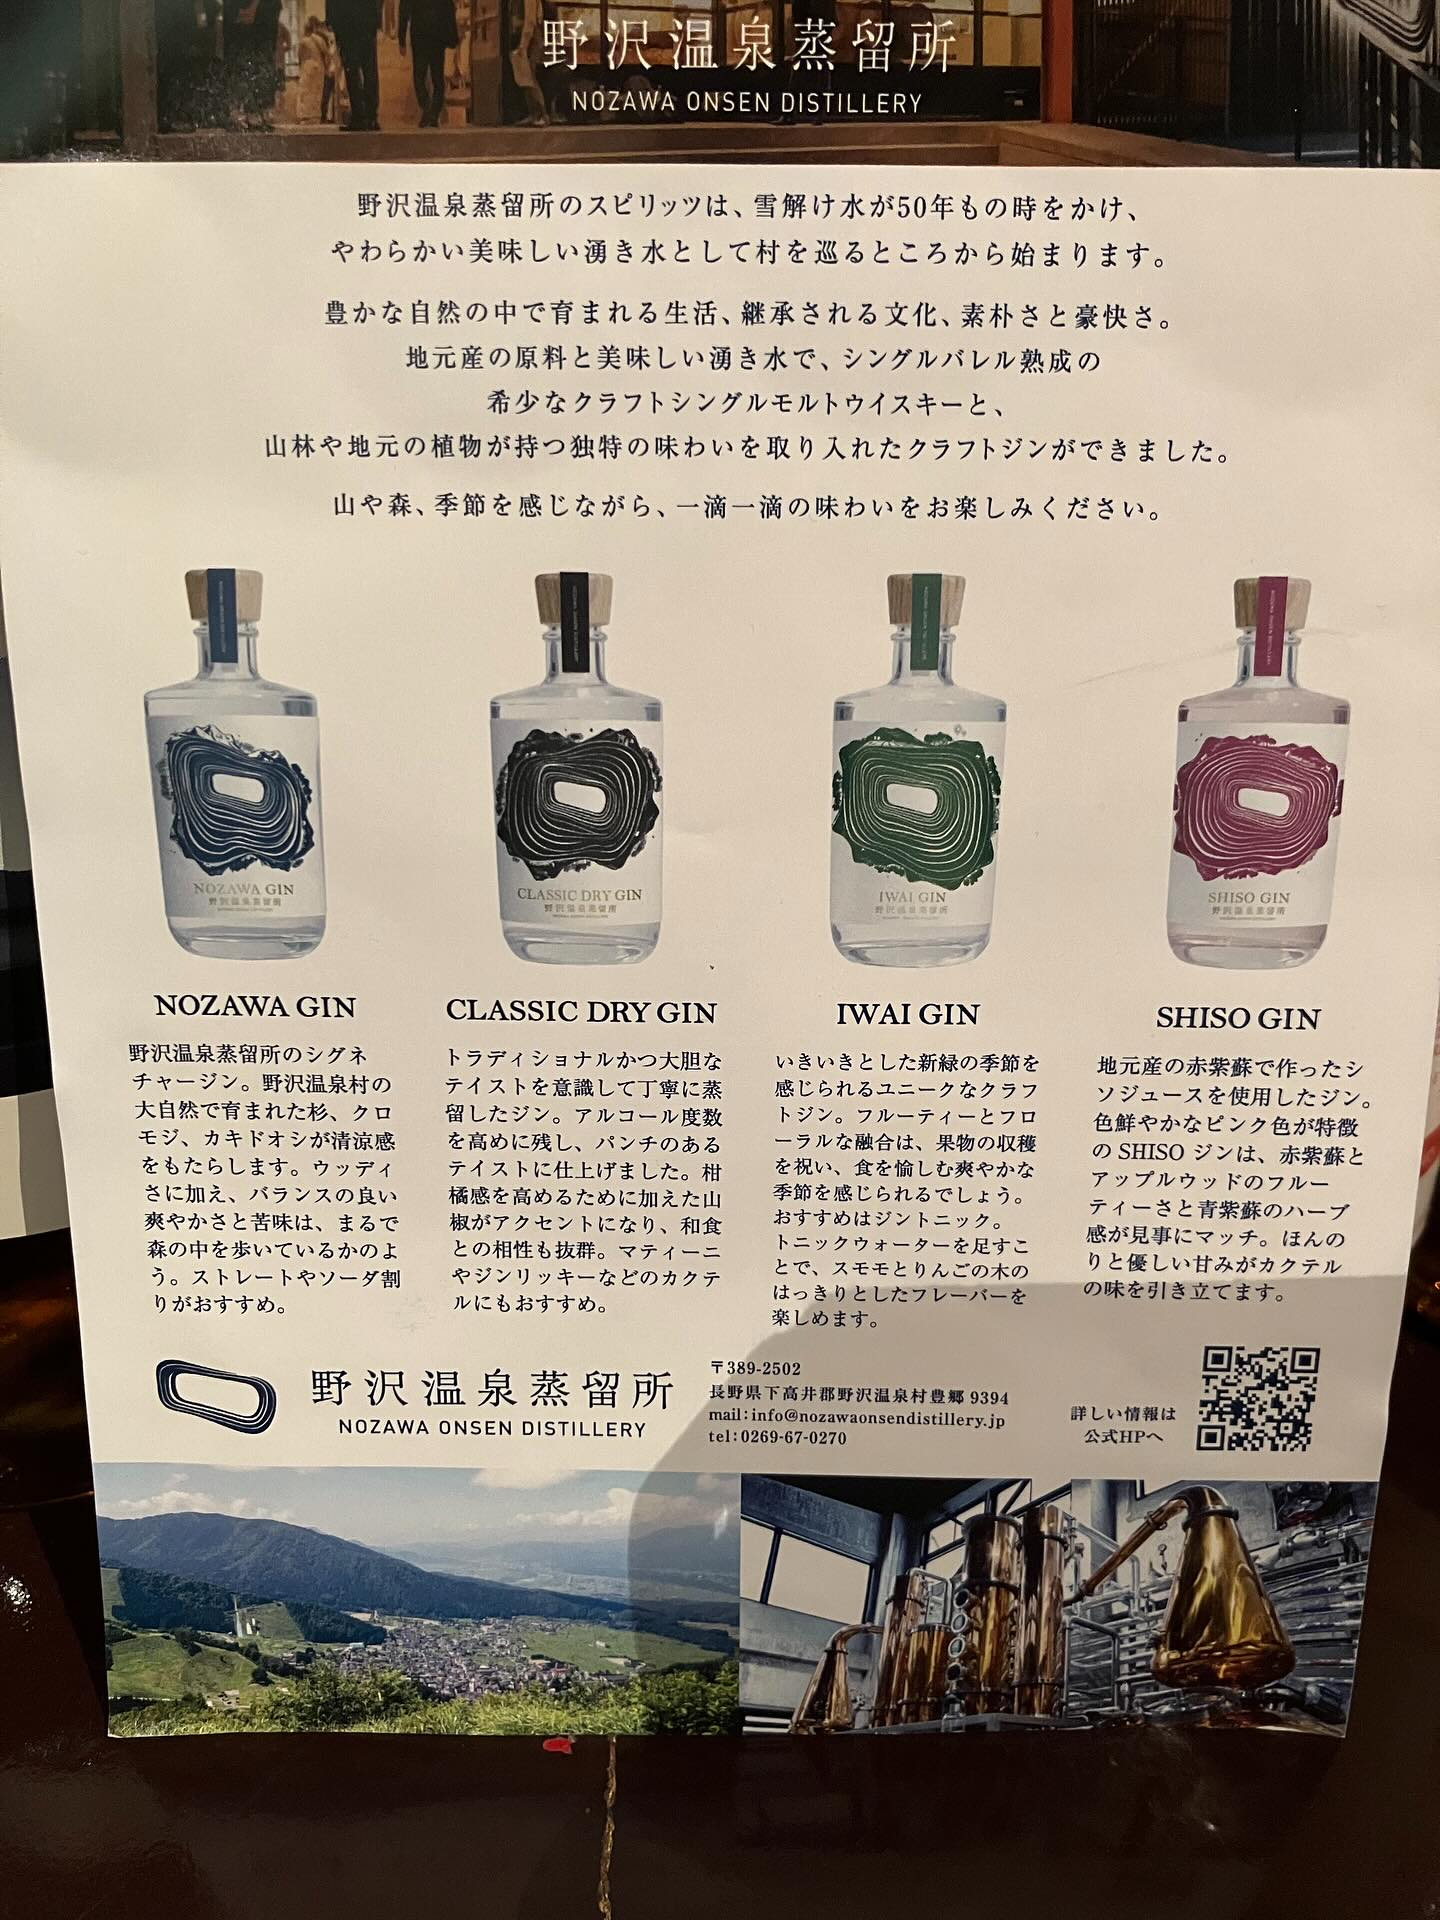 野沢温泉蒸留所
NOZAWA ONSEN DISTILLERY
野沢温泉蒸留所のスピリッツは、雪解け水が50年もの時をかけ、
やわらかい美味しい湧き水として村を巡るところから始まります。
豊かな自然の中で育まれる生活、継承される文化、素朴さと豪快さ。
地元産の原料と美味しい湧き水で、シングルバレル熟成の
希少なクラフトシングルモルトウイスキーと、
山林や地元の植物が持つ独特の味わいを取り入れたクラフトジンができました。
山や森、季節を感じながら、一滴一滴の味わいをお楽しみください。
NOZAWA GIN
野沢温泉蒸留所
CLASSIC DRY GIN
野沢温泉蒸留所
IWAI GIN
野沢温泉蒸留所
SHISO GIN
野沢温泉蒸留所
NOZAWA GIN
野沢温泉蒸留所のシグネ
チャージン。野沢温泉村の
大自然で育まれた杉、クロ
モジ、カキドオシが清涼感
をもたらします。ウッディ
さに加え、バランスの良い
爽やかさと苦味は、まるで
森の中を歩いているかのよ
う。ストレートやソーダ割
りがおすすめ。
CLASSIC DRY GIN
トラディショナルかつ大胆な
テイストを意識して丁寧に蒸
留したジン。アルコール度数
を高めに残し、パンチのある
テイストに仕上げました。柑
橘感を高めるために加えた山
椒がアクセントになり、和食
との相性も抜群。マティーニ
やジンリッキーなどのカクテ
ルにもおすすめ。
IWAI GIN
いきいきとした新緑の季節を
感じられるユニークなクラフ
トジン。フルーティーとフロ
ーラルな融合は、果物の収穫
を祝い、食を愉しむ爽やかな
季節を感じられるでしょう。
おすすめはジントニック。
トニックウォーターを足すこ
とで、スモモとりんごの木の
はっきりとしたフレーバーを
楽しめます。
SHISO GIN
地元産の赤紫蘇で作ったシ
ソジュースを使用したジン。
色鮮やかなピンク色が特徴
の SHISO ジンは、赤紫蘇と
アップルウッドのフルー
ティーさと青紫蘇のハーブ
感が見事にマッチ。ほんの
りと優しい甘みがカクテル
の味を引き立てます。
野沢温泉蒸留所
NOZAWA ONSEN DISTILLERY
〒389-2502
長野県下高井郡野沢温泉村豊郷 9394
mail:info@nozawaonsendistillery.jp
tel:0269-67-0270
詳しい情報は
公式HPへ